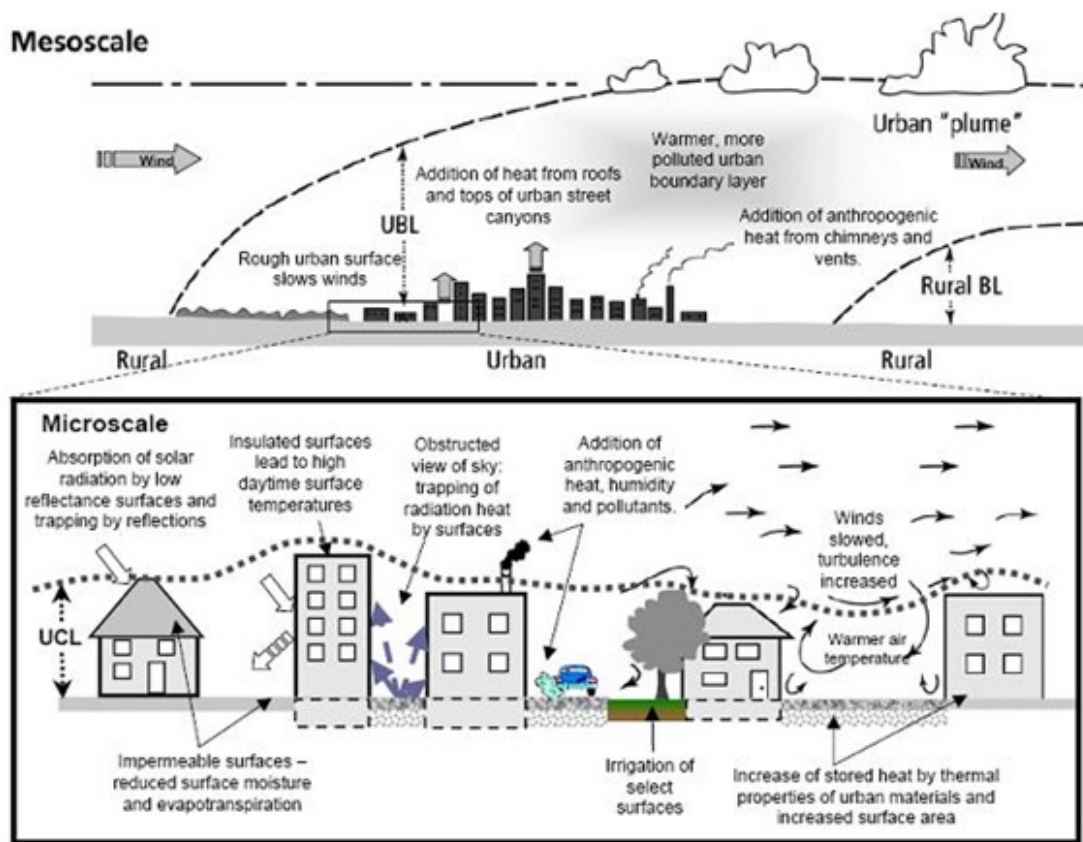 Mesoscale
Urban "plume"
Warmer, more
polluted urban
boundary layer
Wind
Wind
Addition of heat from roofs
and tops of urban street
canyons
UBL
Addition of anthropogenic
heat from chimneys and
vents.
Rough urban surface
slows winds
Rural BL
Rural
Urban
Rural
Microscale
Absorption of solar
radiation by low
reflectance surfaces and
trapping by reflections
Insulated surfaces
lead to high
daytime surface
temperatures
Obstructed
view of sky:
trapping of
radiation heat
by surfaces
Addition of
anthropogenic
heat, humidity
and pollutants.
Winds
slowed,
turbulence
increased
UCL
Warmer air
temperature
Impermeable surfaces –
reduced surface moisture
and evapotranspiration
Irrigation of
select
surfaces
Increase of stored heat by thermal
properties of urban materials and
increased surface area